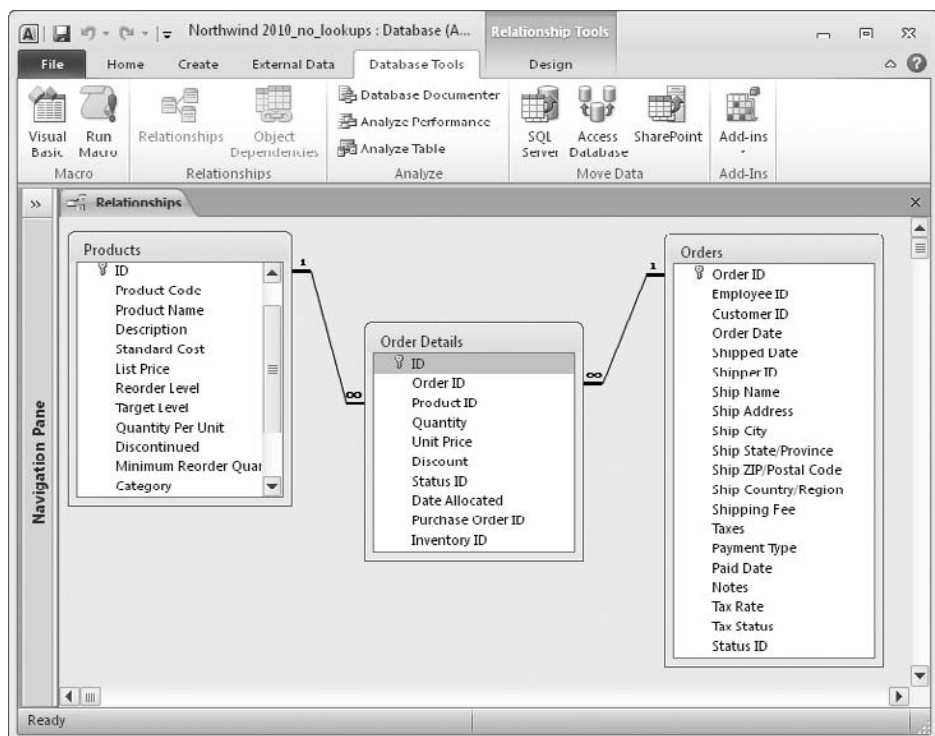 Northwind 2010_no_lookups : Database (A...
Relationship Tools
File Home Create External Data Database Tools Design
Visual Basic
Run Macro
Macro
Relationships
Object Dependencies
Relationships
Database Documenter
Analyze Performance
Analyze Table
Analyze
SQL Server
Access Database
SharePoint
Move Data
Add-ins
Add-Ins
Relationships
Navigation Pane
Products
ID
Product Code
Product Name
Description
Standard Cost
List Price
Reorder Level
Target Level
Quantity Per Unit
Discontinued
Minimum Reorder Quar
Category
1
∞
Order Details
ID
Order ID
Product ID
Quantity
Unit Price
Discount
Status ID
Date Allocated
Purchase Order ID
Inventory ID
∞
1
Orders
Order ID
Employee ID
Customer ID
Order Date
Shipped Date
Shipper ID
Ship Name
Ship Address
Ship City
Ship State/Province
Ship ZIP/Postal Code
Ship Country/Region
Shipping Fee
Taxes
Payment Type
Paid Date
Notes
Tax Rate
Tax Status
Status ID
Ready